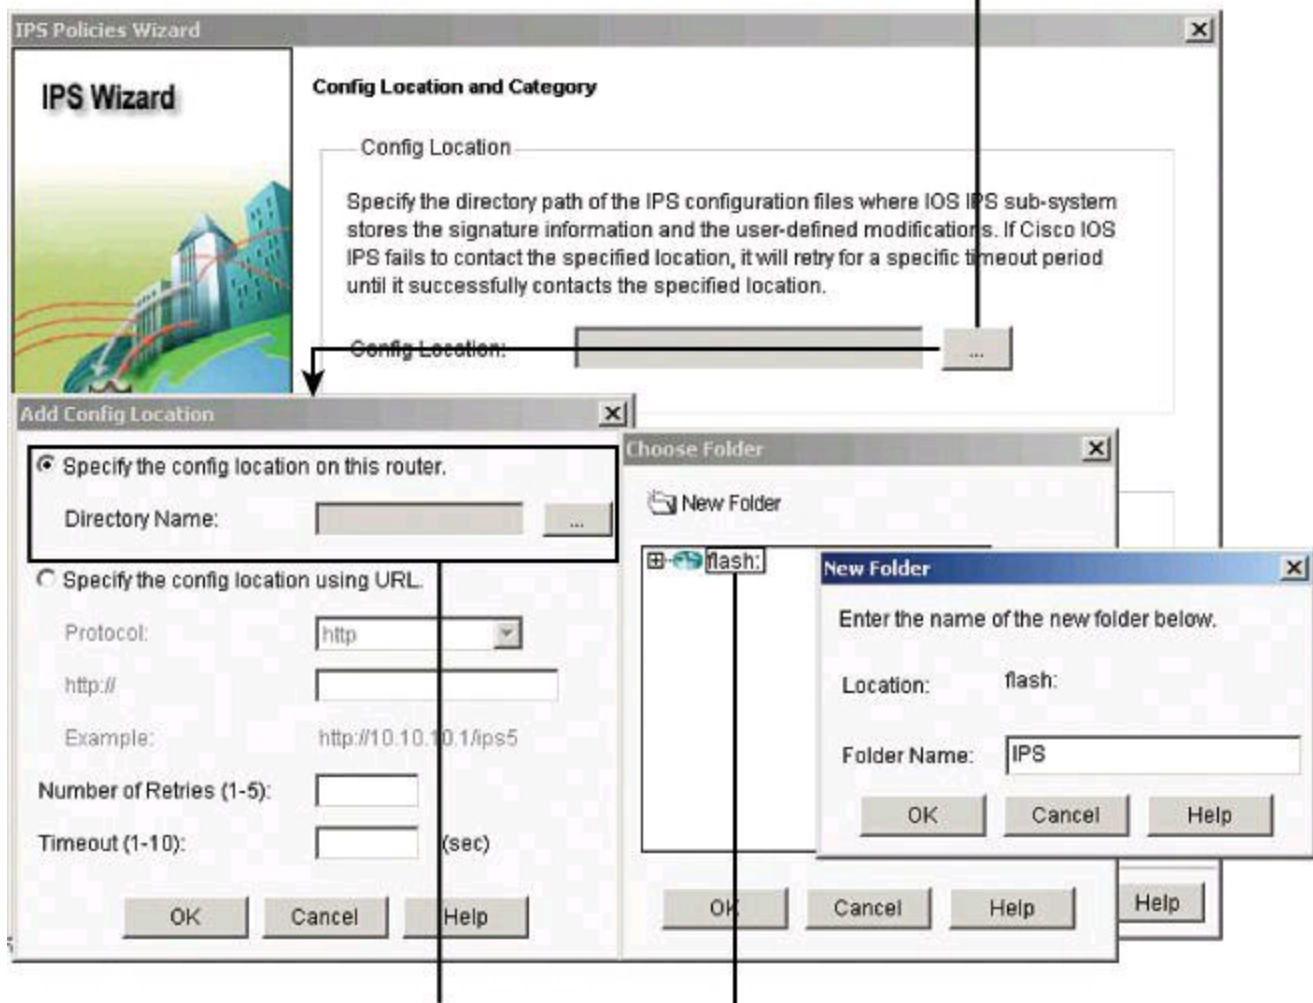 IPS Policies Wizard
IPS Wizard
Config Location and Category
Config Location
Specify the directory path of the IPS configuration files where IOS IPS sub-system
stores the signature information and the user-defined modifications. If Cisco IOS
IPS fails to contact the specified location, it will retry for a specific timeout period
until it successfully contacts the specified location.
Config Location:
...
Add Config Location
Specify the config location on this router.
Directory Name:
...
Specify the config location using URL.
Protocol:
http
http://
Example:
http://10.10.10.1/ips5
Number of Retries (1-5):
Timeout (1-10):
(sec)
OK
Cancel
Help
Choose Folder
New Folder
flash:
OK
Cancel
Help
New Folder
Enter the name of the new folder below.
Location:
flash:
Folder Name:
IPS
OK
Cancel
Help
Help